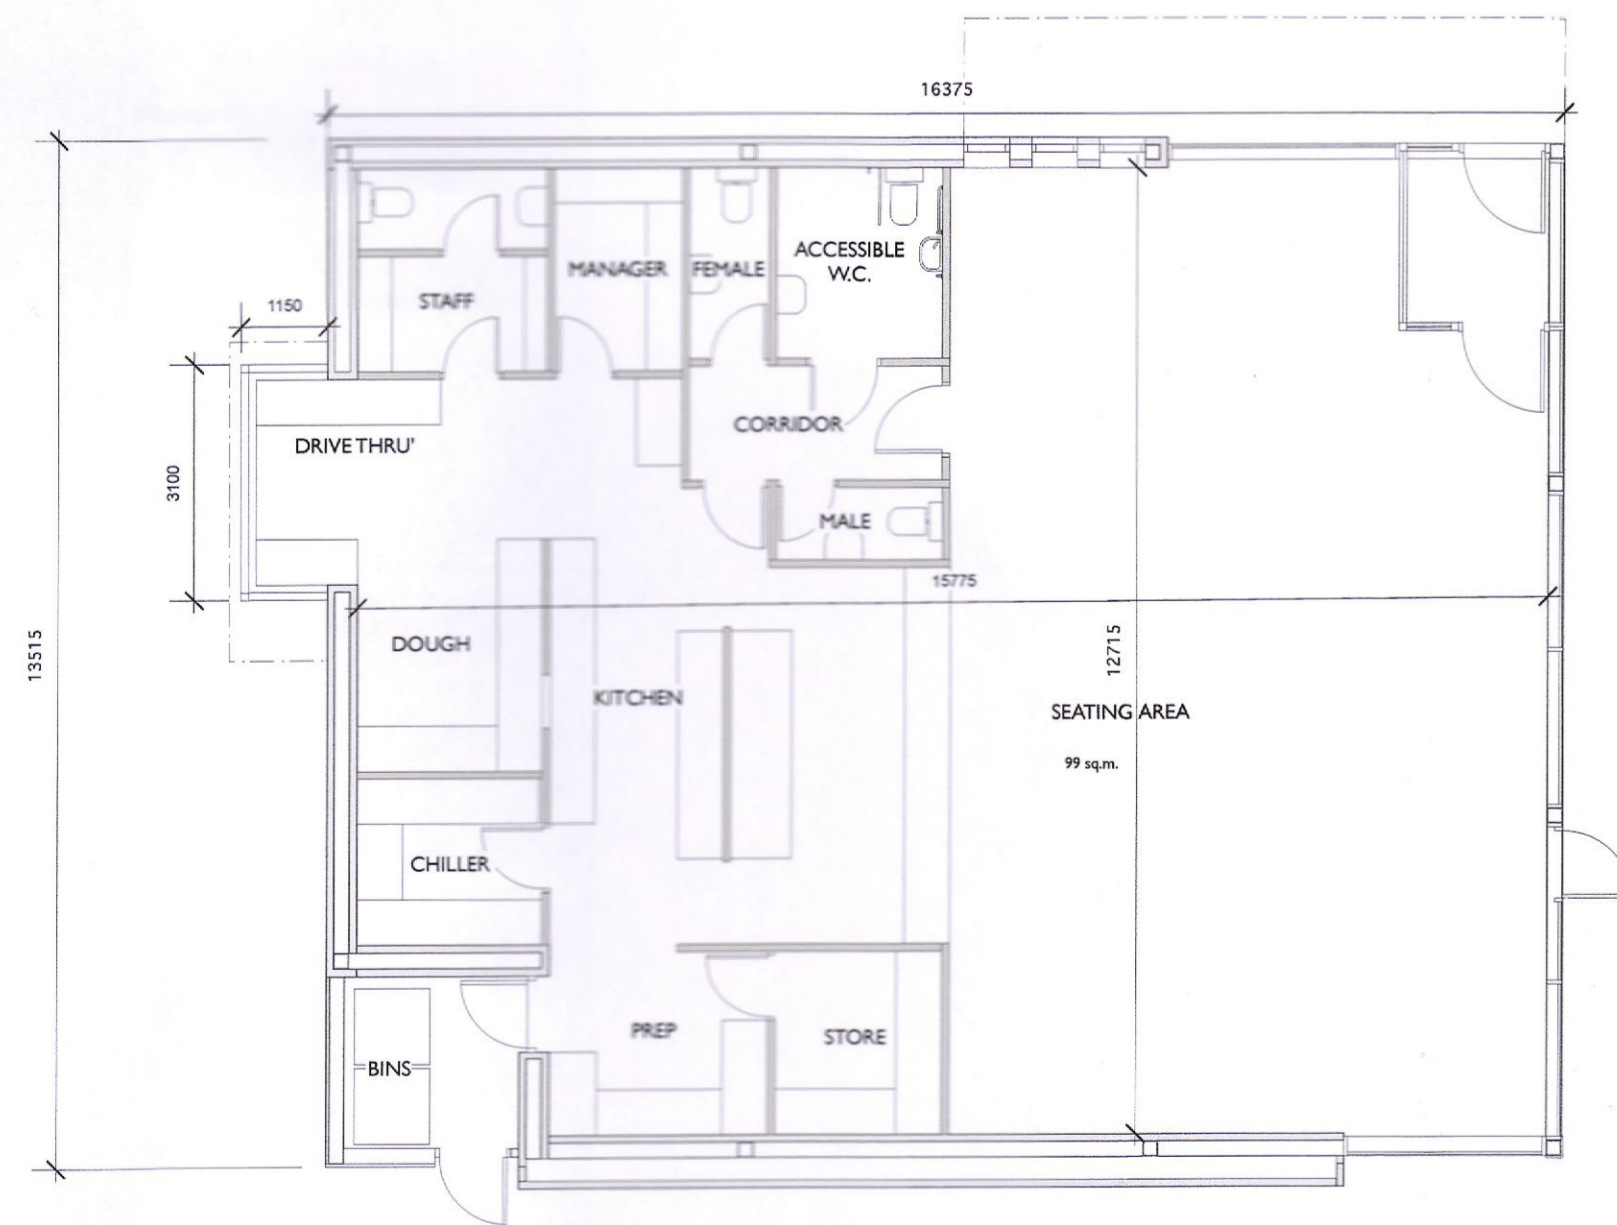 16375
ACCESSIBLE
W.C.
MANAGER
FEMALE
STAFF
1150
CORRIDOR
DRIVE THRU'
3100
MALE
15775
13515
DOUGH
12715
KITCHEN
SEATING AREA
99 sq.m.
CHILLER
PREP
STORE
BINS